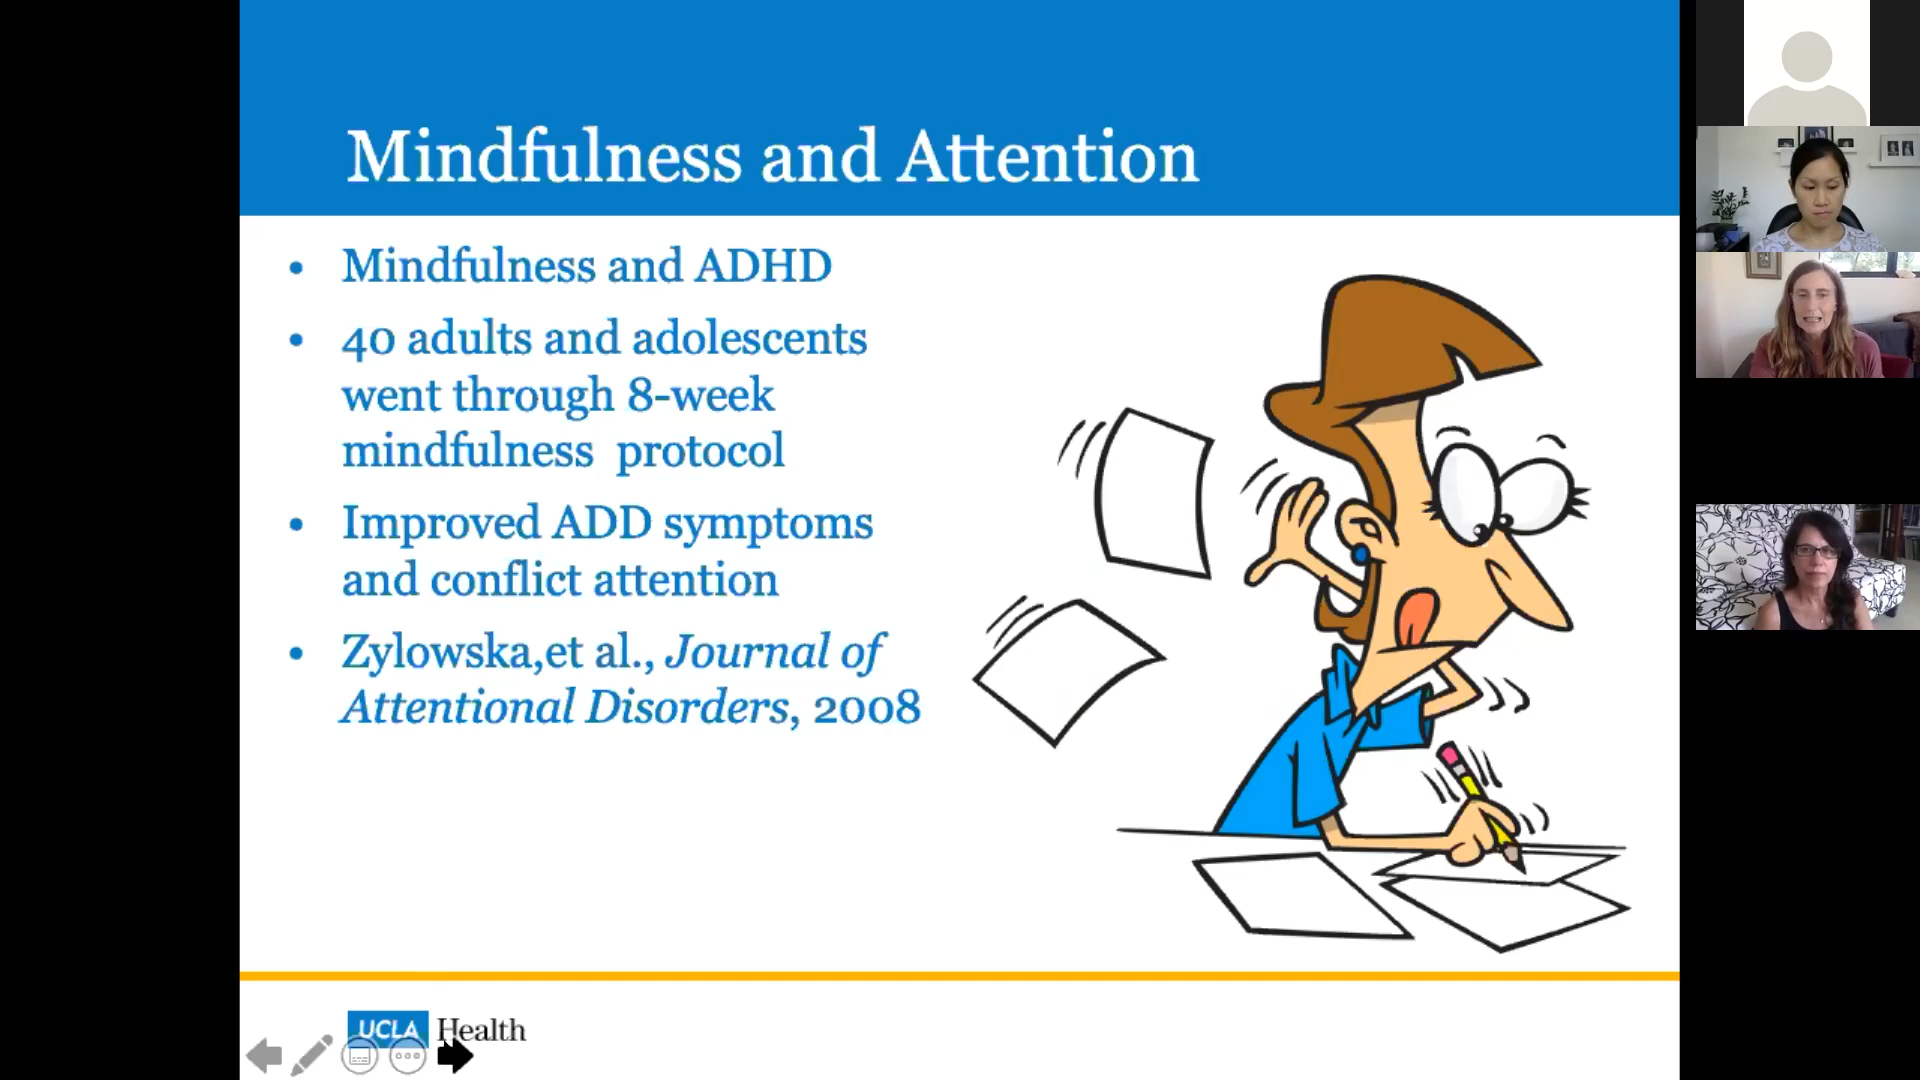 Mindfulness and Attention
• Mindfulness and ADHD
• 40 adults and adolescents
went through 8-week
mindfulness protocol
• Improved ADD symptoms
and conflict attention
• Zylowska,et al., Journal of
Attentional Disorders, 2008
UCLA Health